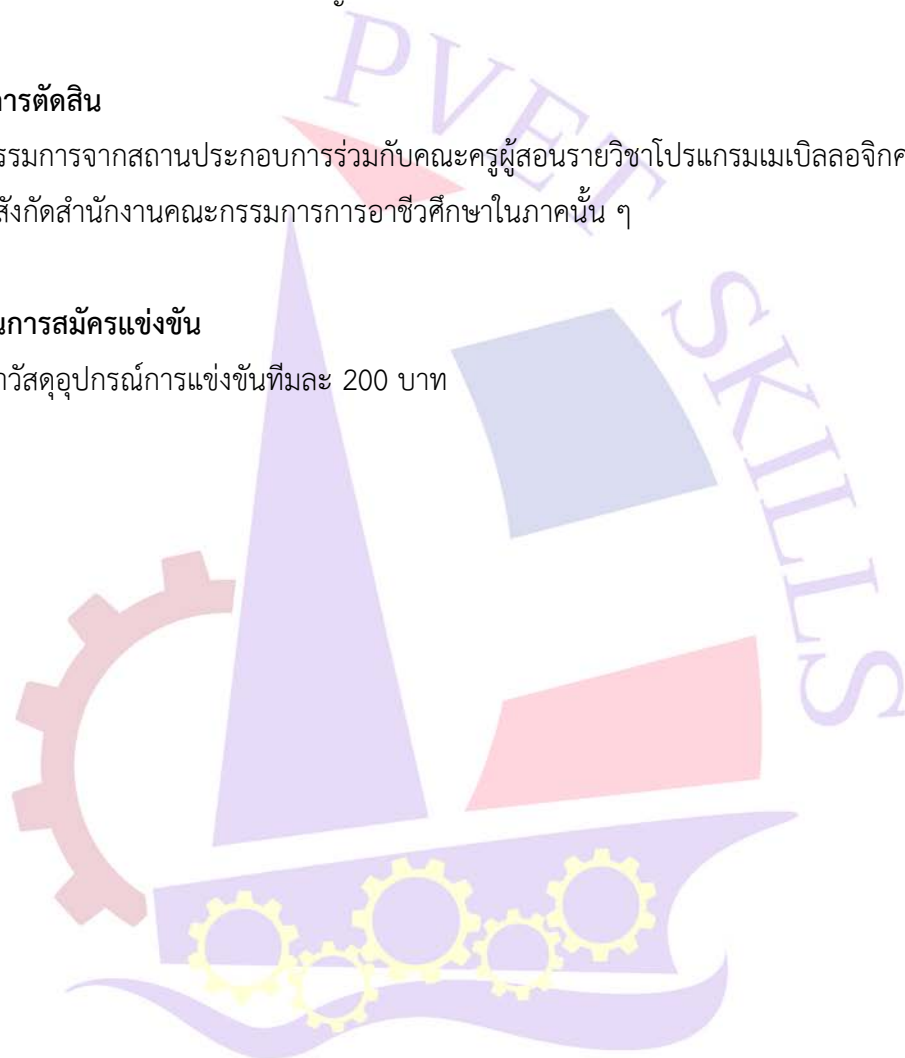 การตัดสิน
รรมการจากสถานประกอบการร่วมกับคณะครูผู้สอนรายวิชาโปรแกรมเมเบิลลอจิกค
สังกัดสำนักงานคณะกรรมการการอาชีวศึกษาในภาคนั้น ๆ
นการสมัครแข่งขัน
าวัสดุอุปกรณ์การแข่งขันทีมละ 200 บาท
PVET SKILLS